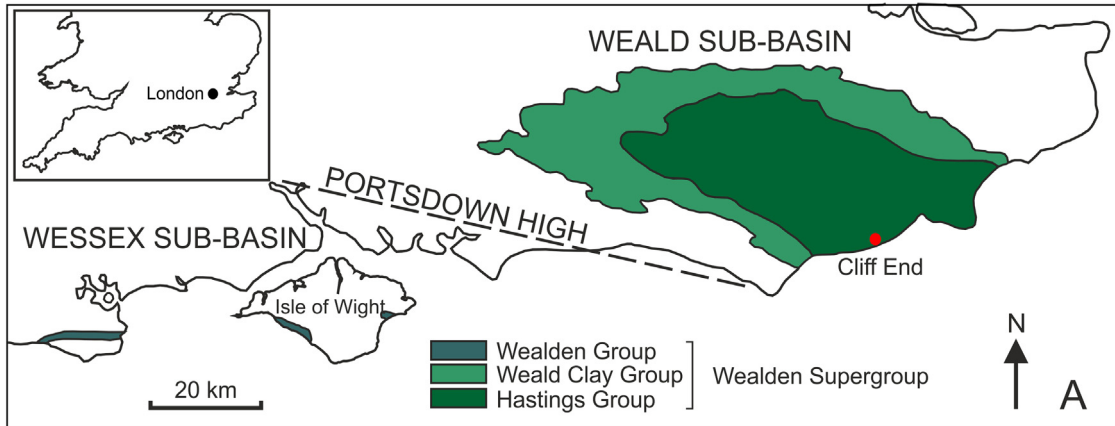 London
WEALD SUB-BASIN
PORTSDOWN HIGH
WESSEX SUB-BASIN
Cliff End
Isle of Wight
Wealden Group
Weald Clay Group
Hastings Group
Wealden Supergroup
20 km
N
A